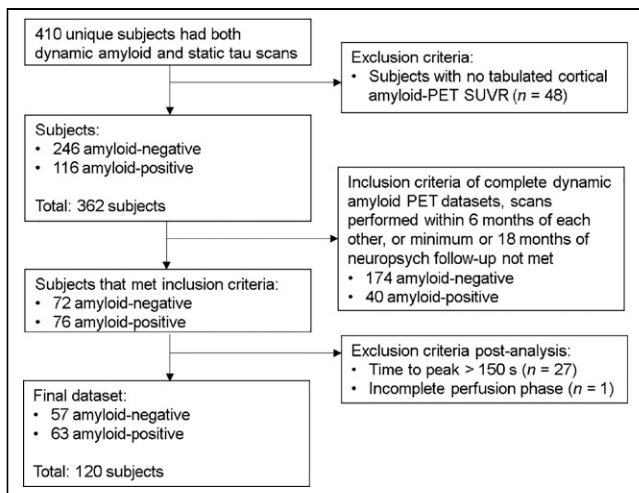 410 unique subjects had both
dynamic amyloid and static tau scans
Exclusion criteria:
• Subjects with no tabulated cortical
amyloid-PET SUVR (n = 48)
Subjects:
• 246 amyloid-negative
• 116 amyloid-positive
Total: 362 subjects
Inclusion criteria of complete dynamic
amyloid PET datasets, scans
performed within 6 months of each
other, or minimum or 18 months of
neuropsych follow-up not met
• 174 amyloid-negative
• 40 amyloid-positive
Subjects that met inclusion criteria:
• 72 amyloid-negative
• 76 amyloid-positive
Exclusion criteria post-analysis:
• Time to peak > 150 s (n = 27)
• Incomplete perfusion phase (n = 1)
Final dataset:
• 57 amyloid-negative
• 63 amyloid-positive
Total: 120 subjects